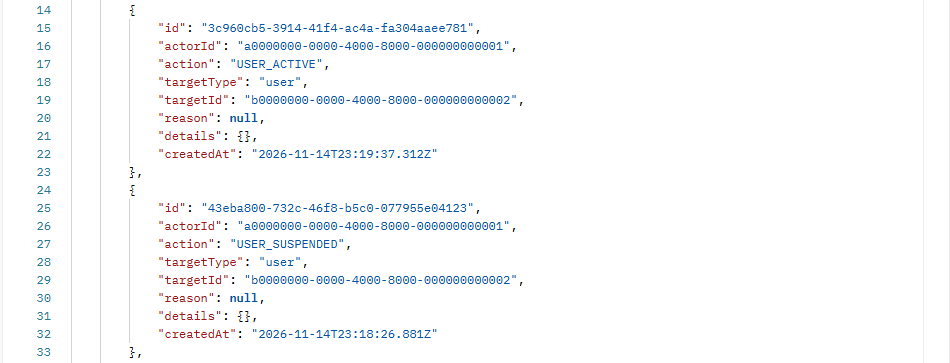 14 {
15 "id": "3c960cb5-3914-41f4-ac4a-fa304aaee781",
16 "actorId": "a0000000-0000-4000-8000-000000000001",
17 "action": "USER_ACTIVE",
18 "targetType": "user",
19 "targetId": "b0000000-0000-4000-8000-000000000002",
20 "reason": null,
21 "details": {},
22 "createdAt": "2026-11-14T23:19:37.312Z"
23 },
24 {
25 "id": "43eba800-732c-46f8-b5c0-077955e04123",
26 "actorId": "a0000000-0000-4000-8000-000000000001",
27 "action": "USER_SUSPENDED",
28 "targetType": "user",
29 "targetId": "b0000000-0000-4000-8000-000000000002",
30 "reason": null,
31 "details": {},
32 "createdAt": "2026-11-14T23:18:26.881Z"
33 },